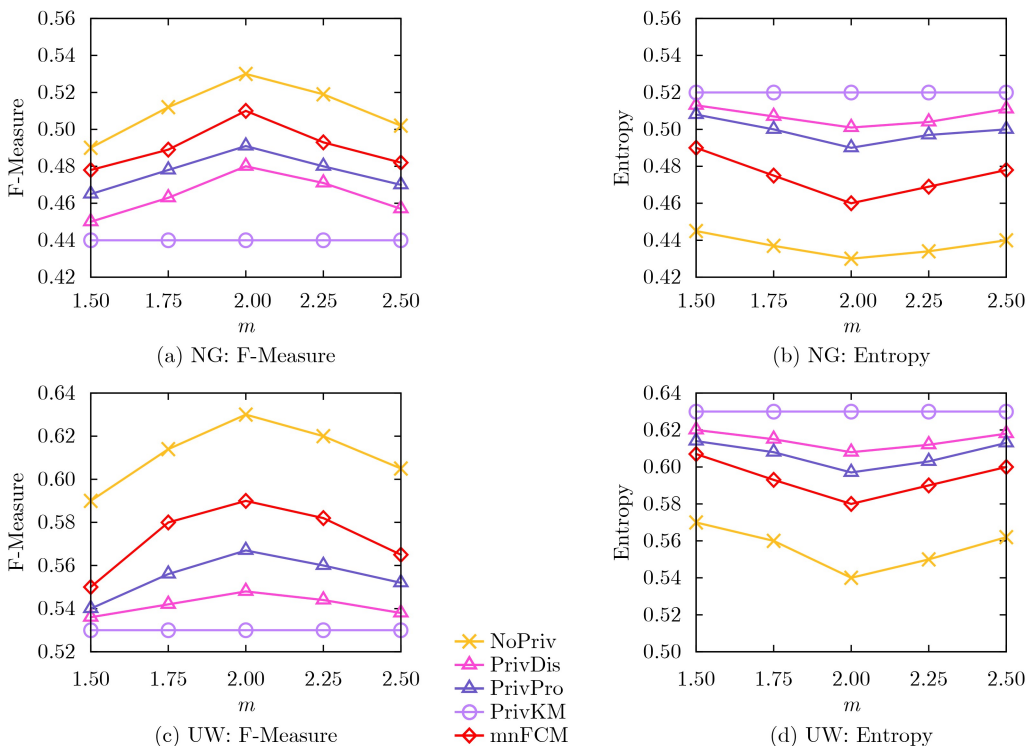 F-Measure
0.56
0.54
0.52
0.50
0.48
0.46
0.44
0.42
1.50 1.75 2.00 2.25 2.50
m
(a) NG: F-Measure
Entropy
0.56
0.54
0.52
0.50
0.48
0.46
0.44
0.42
1.50 1.75 2.00 2.25 2.50
m
(b) NG: Entropy
F-Measure
0.64
0.62
0.60
0.58
0.56
0.54
0.52
1.50 1.75 2.00 2.25 2.50
m
(c) UW: F-Measure
NoPriv
PrivDis
PrivPro
PrivKM
mnFCM
Entropy
0.64
0.62
0.60
0.58
0.56
0.54
0.52
0.50
1.50 1.75 2.00 2.25 2.50
m
(d) UW: Entropy